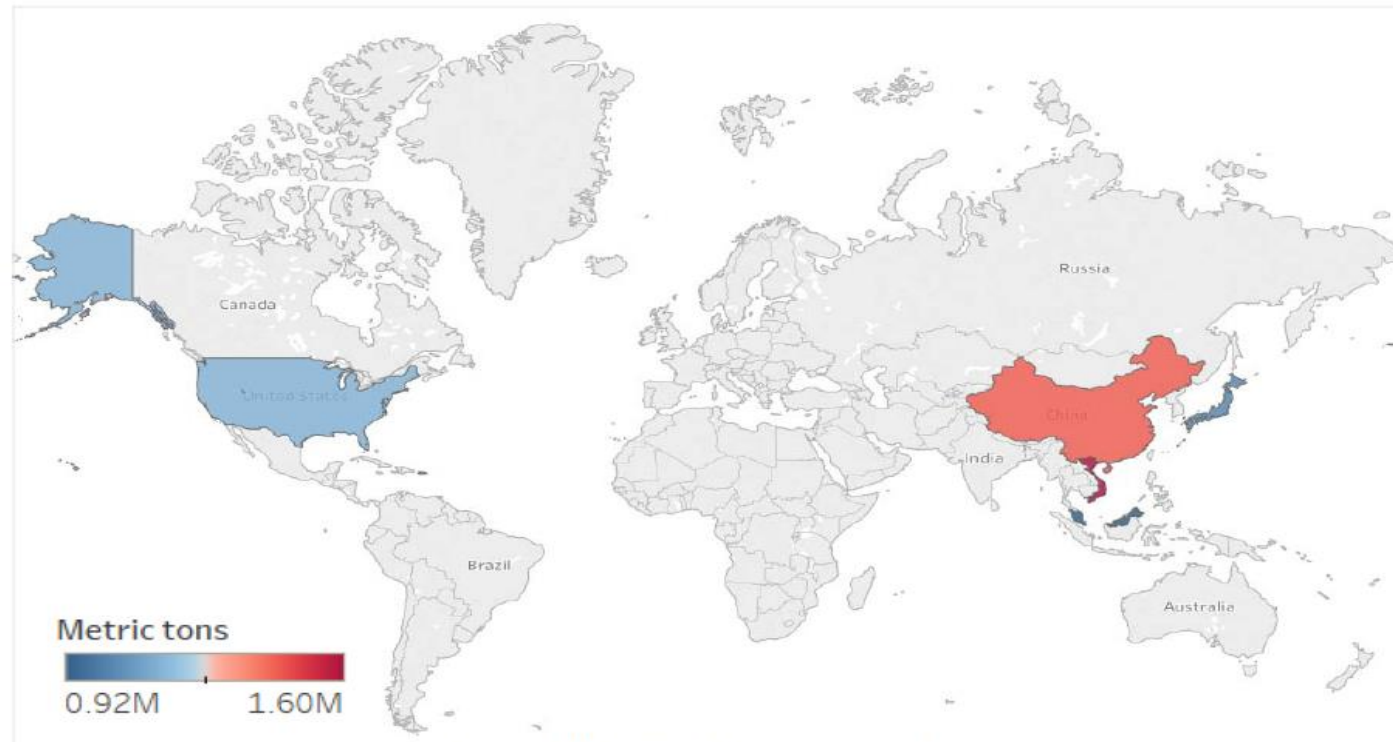 Russia
Canada
United States
China
India
Brazil
Australia
Metric tons
0.92M 1.60M